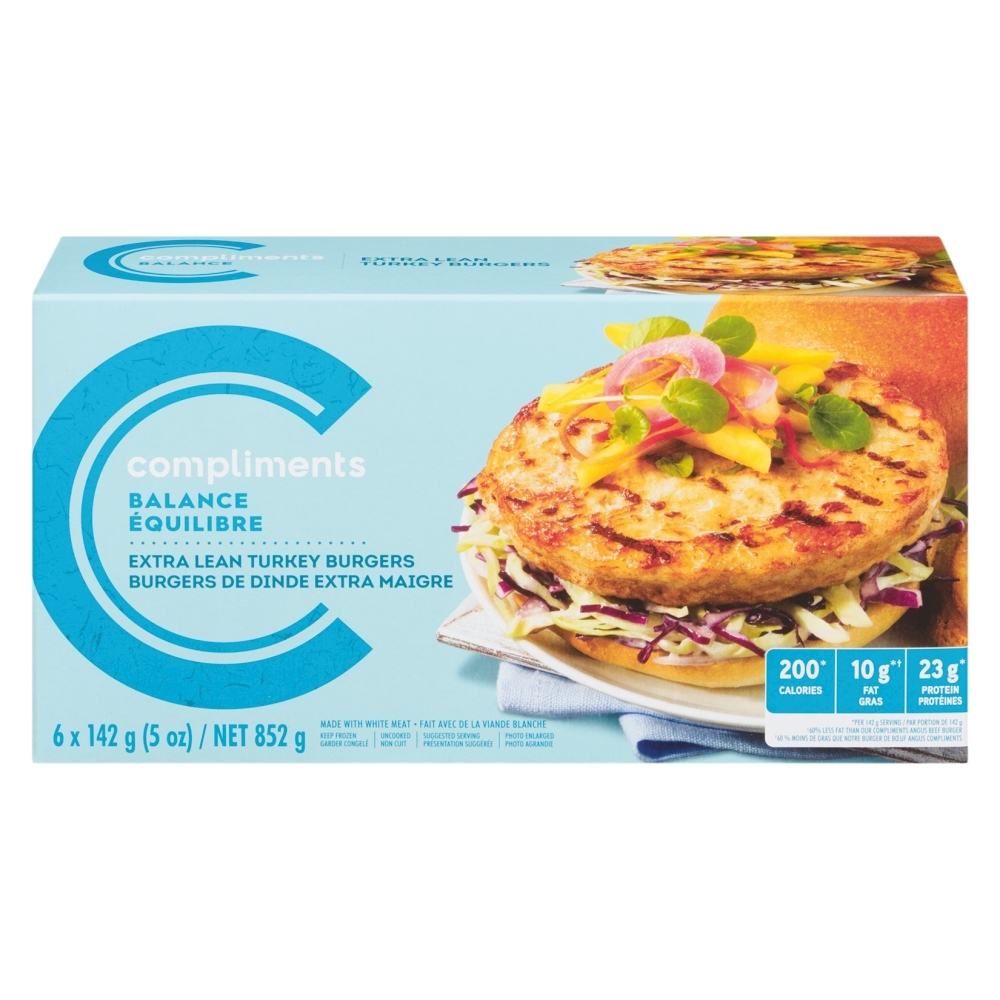 compliments
BALANCE
EXTRA LEAN
TURKEY BURGERS
compliments
BALANCE
ÉQUILIBRE
EXTRA LEAN TURKEY BURGERS
BURGERS DE DINDE EXTRA MAIGRE
6 x 142 g (5 oz) / NET 852 g
MADE WITH WHITE MEAT • FAIT AVEC DE LA VIANDE BLANCHE
KEEP FROZEN
GARDER CONGELÉ
UNCOOKED
NON CUIT
SUGGESTED SERVING
PRÉSENTATION SUGGÉRÉE
PHOTO ENLARGED
PHOTO AGRANDIE
200*
CALORIES
10 g*†
FAT
GRAS
23 g*
PROTEIN
PROTÉINES
*PER 142 g SERVING / PAR PORTION DE 142 g
†60% LESS FAT THAN OUR COMPLIMENTS ANGUS BEEF BURGER
†60 % MOINS DE GRAS QUE NOTRE BURGER DE BŒUF ANGUS COMPLIMENTS